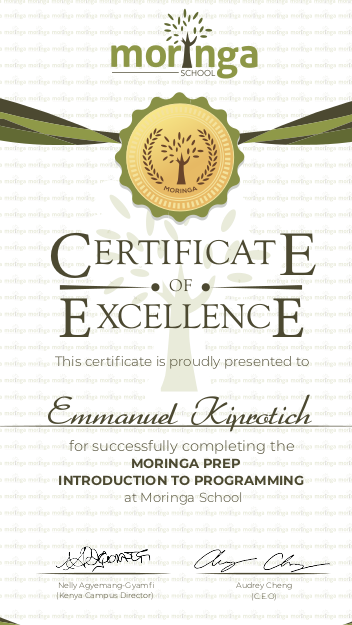 moringa
SCHOOL
MORINGA
CERTIFICATE
OF
EXCELLENCE
This certificate is proudly presented to
Emmanuel Kiprotich
for successfully completing the
MORINGA PREP
INTRODUCTION TO PROGRAMMING
at Moringa School
Nelly Agyemang-Gyamfi
(Kenya Campus Director)
Audrey Cheng
(C.E.O)